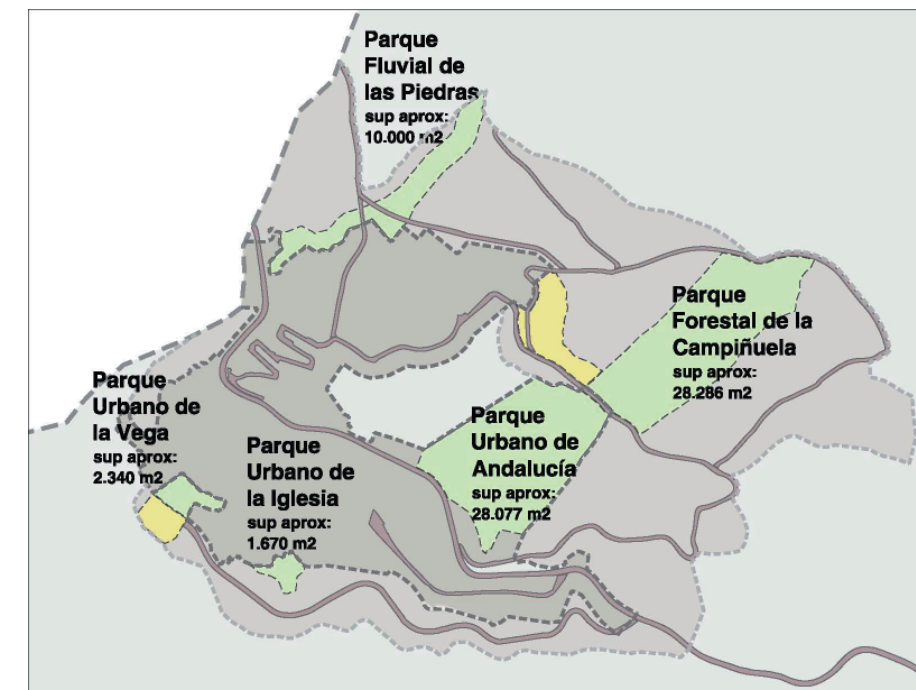 Parque
Fluvial de
las Piedras
sup aprox:
10.000 m2
Parque
Forestal de la
Campiñuela
sup aprox:
28.286 m2
Parque
Urbano de
la Vega
sup aprox:
2.340 m2
Parque
Urbano de
la Iglesia
sup aprox:
1.670 m2
Parque
Urbano de
Andalucía
sup aprox:
28.077 m2